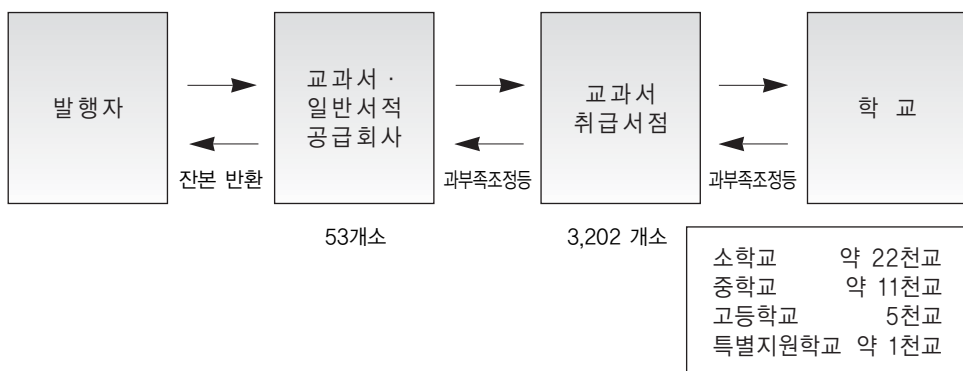 발행자
교과서 ·
일반서적
공급회사
교과서
취급서점
학 교
잔본 반환
과부족조정등
과부족조정등
53개소
3,202 개소
소학교 약 22천교
중학교 약 11천교
고등학교 5천교
특별지원학교 약 1천교